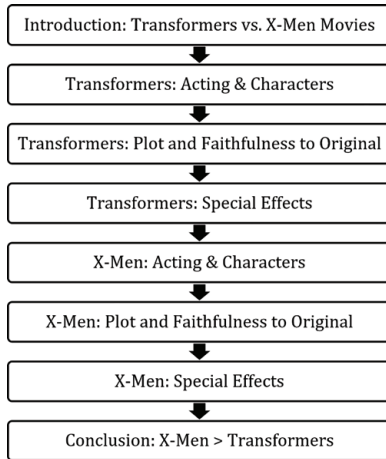 Introduction: Transformers vs. X-Men Movies
Transformers: Acting & Characters
Transformers: Plot and Faithfulness to Original
Transformers: Special Effects
X-Men: Acting & Characters
X-Men: Plot and Faithfulness to Original
X-Men: Special Effects
Conclusion: X-Men > Transformers